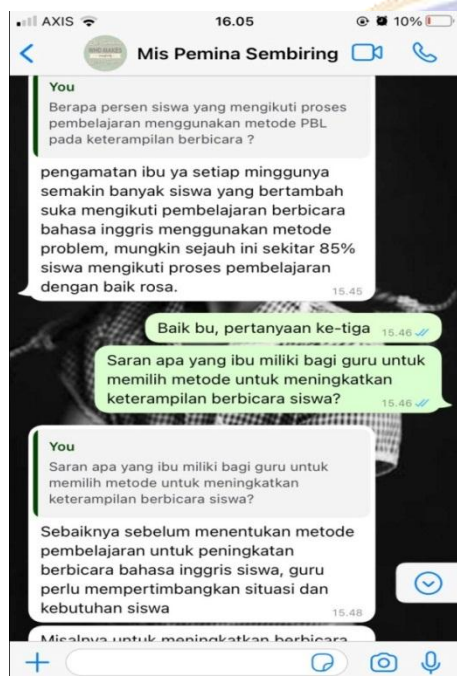 AXIS
16.05
10%
Mis Pemina Sembiring
You
Berapa persen siswa yang mengikuti proses
pembelajaran menggunakan metode PBL
pada keterampilan berbicara ?
pengamatan ibu ya setiap minggunya
semakin banyak siswa yang bertambah
suka mengikuti pembelajaran berbicara
bahasa inggris menggunakan metode
problem, mungkin sejauh ini sekitar 85%
siswa mengikuti proses pembelajaran
dengan baik rosa.
15.45
Baik bu, pertanyaan ke-tiga
15.46
Saran apa yang ibu miliki bagi guru untuk
memilih metode untuk meningkatkan
keterampilan berbicara siswa?
15.46
You
Saran apa yang ibu miliki bagi guru untuk
memilih metode untuk meningkatkan
keterampilan berbicara siswa?
Sebaiknya sebelum menentukan metode
pembelajaran untuk peningkatan
berbicara bahasa inggris siswa, guru
perlu mempertimbangkan situasi dan
kebutuhan siswa
15.48
Misalnya untuk meningkatkan berbicara